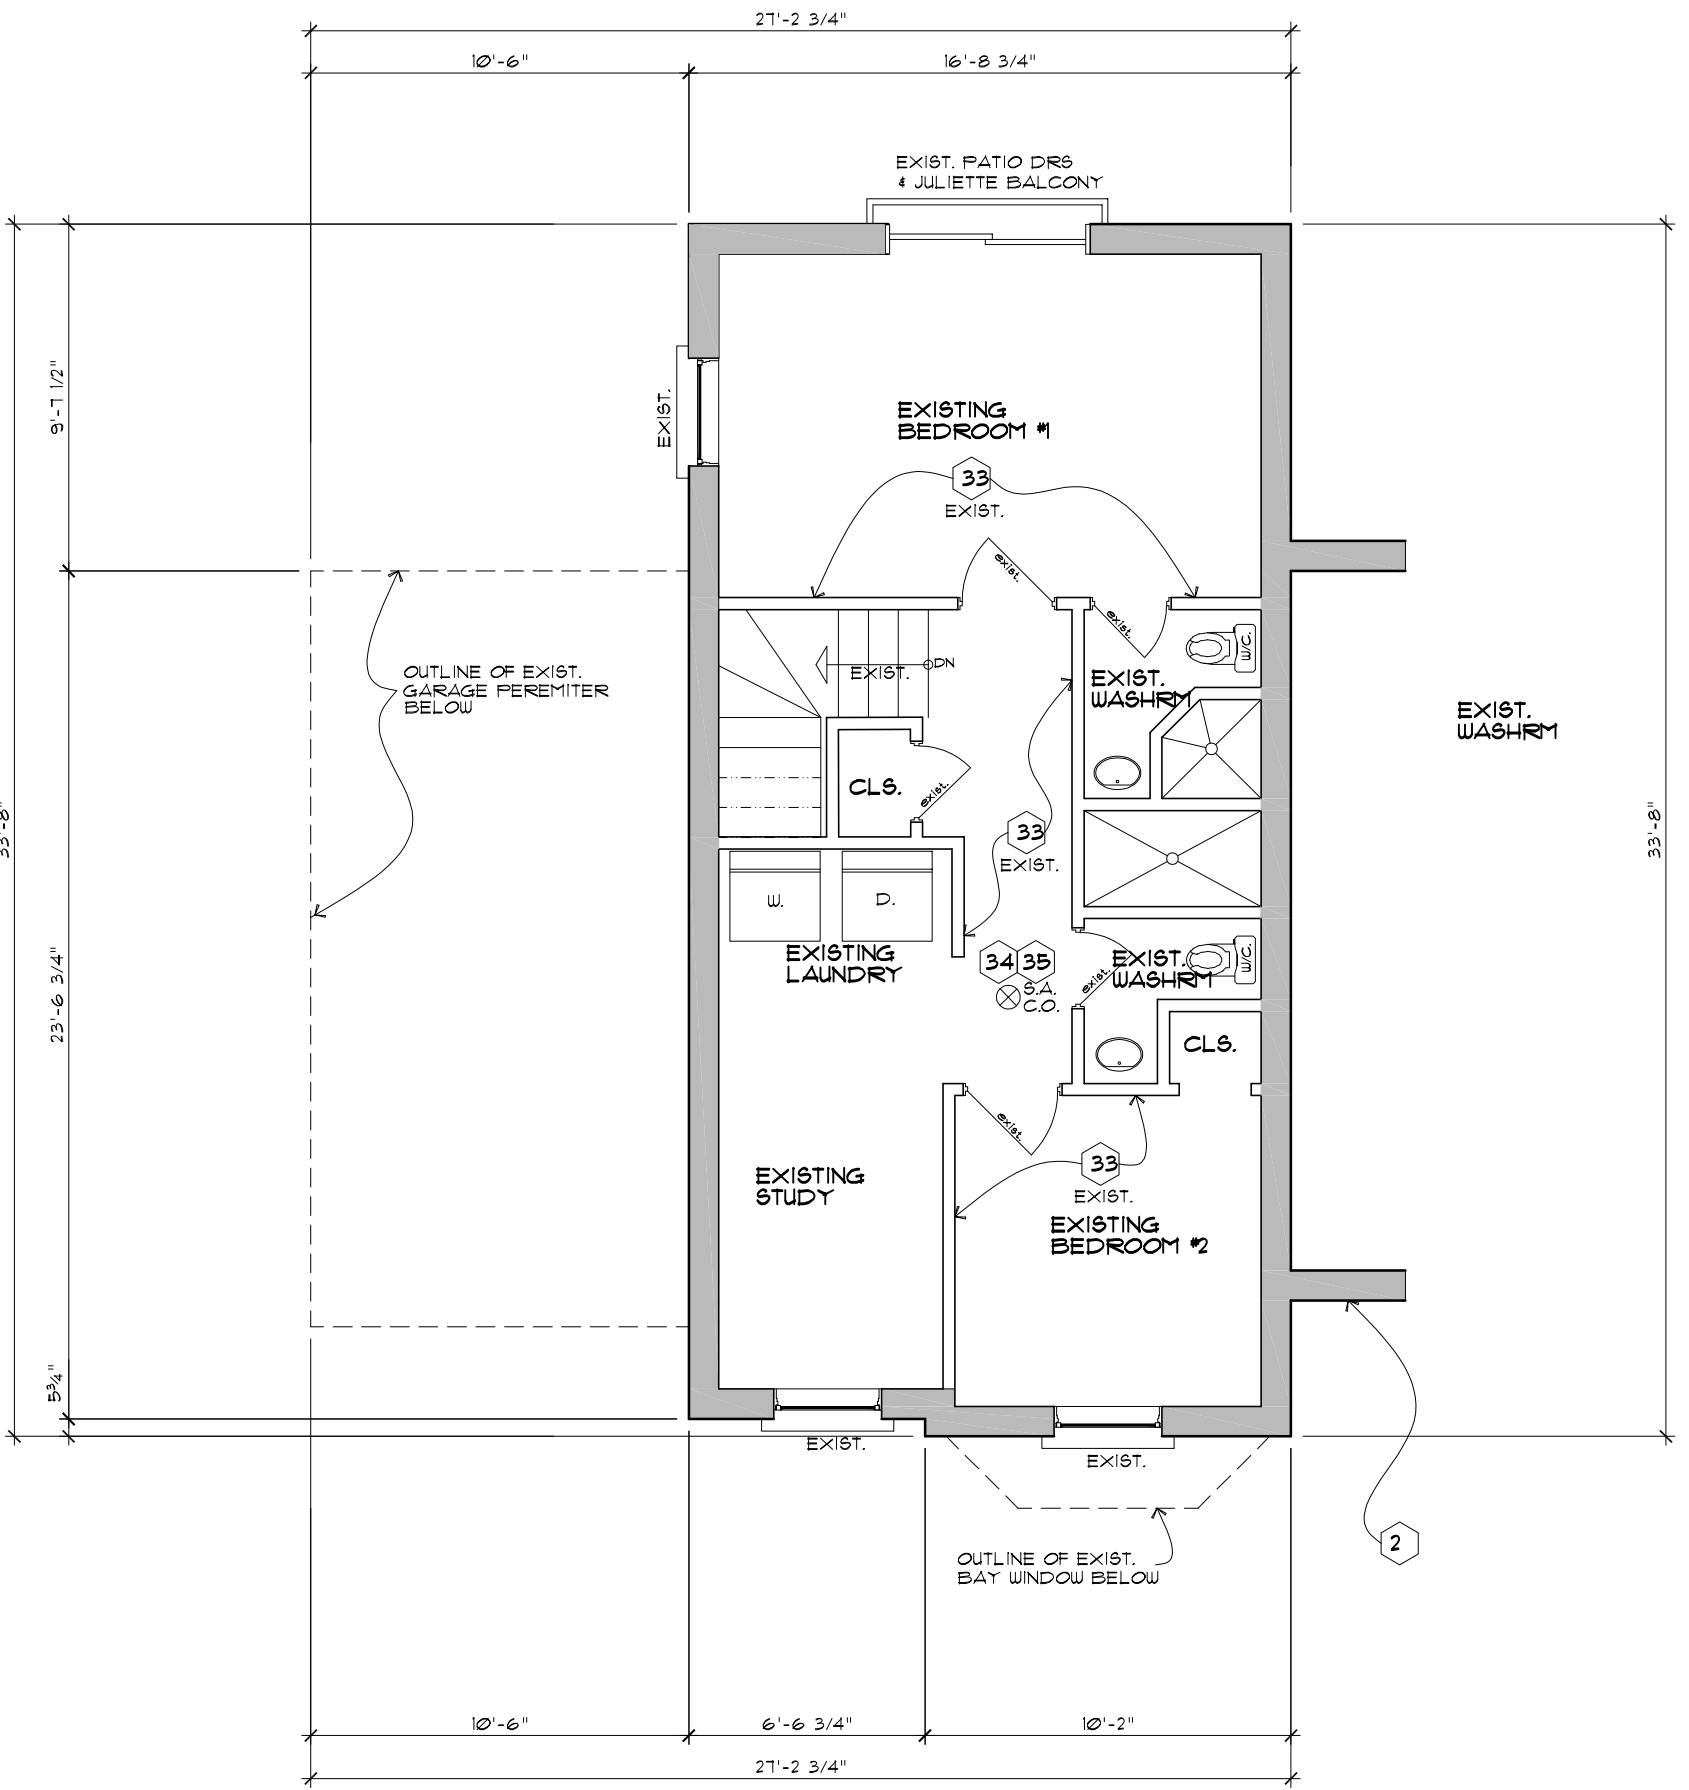 27'-2 3/4"
10'-6"
16'-8 3/4"
EXIST. PATIO DRS
& JULIETTE BALCONY
9'-7 1/2"
EXIST.
EXISTING
BEDROOM #1
33
EXIST.
exist.
exist.
W/C.
OUTLINE OF EXIST.
GARAGE PEREMITER
BELOW
EXIST.
DN
EXIST.
WASHRM
EXIST.
WASHRM
CLS.
exist.
33
EXIST.
33'-8"
33'-8"
W.
D.
EXISTING
LAUNDRY
34
35
S.A.
C.O.
exist.
EXIST.
WASHRM
W/C.
23'-6 3/4"
CLS.
exist.
33
EXIST.
EXISTING
STUDY
EXISTING
BEDROOM #2
5 3/4"
EXIST.
EXIST.
2
OUTLINE OF EXIST.
BAY WINDOW BELOW
10'-6"
6'-6 3/4"
10'-2"
27'-2 3/4"